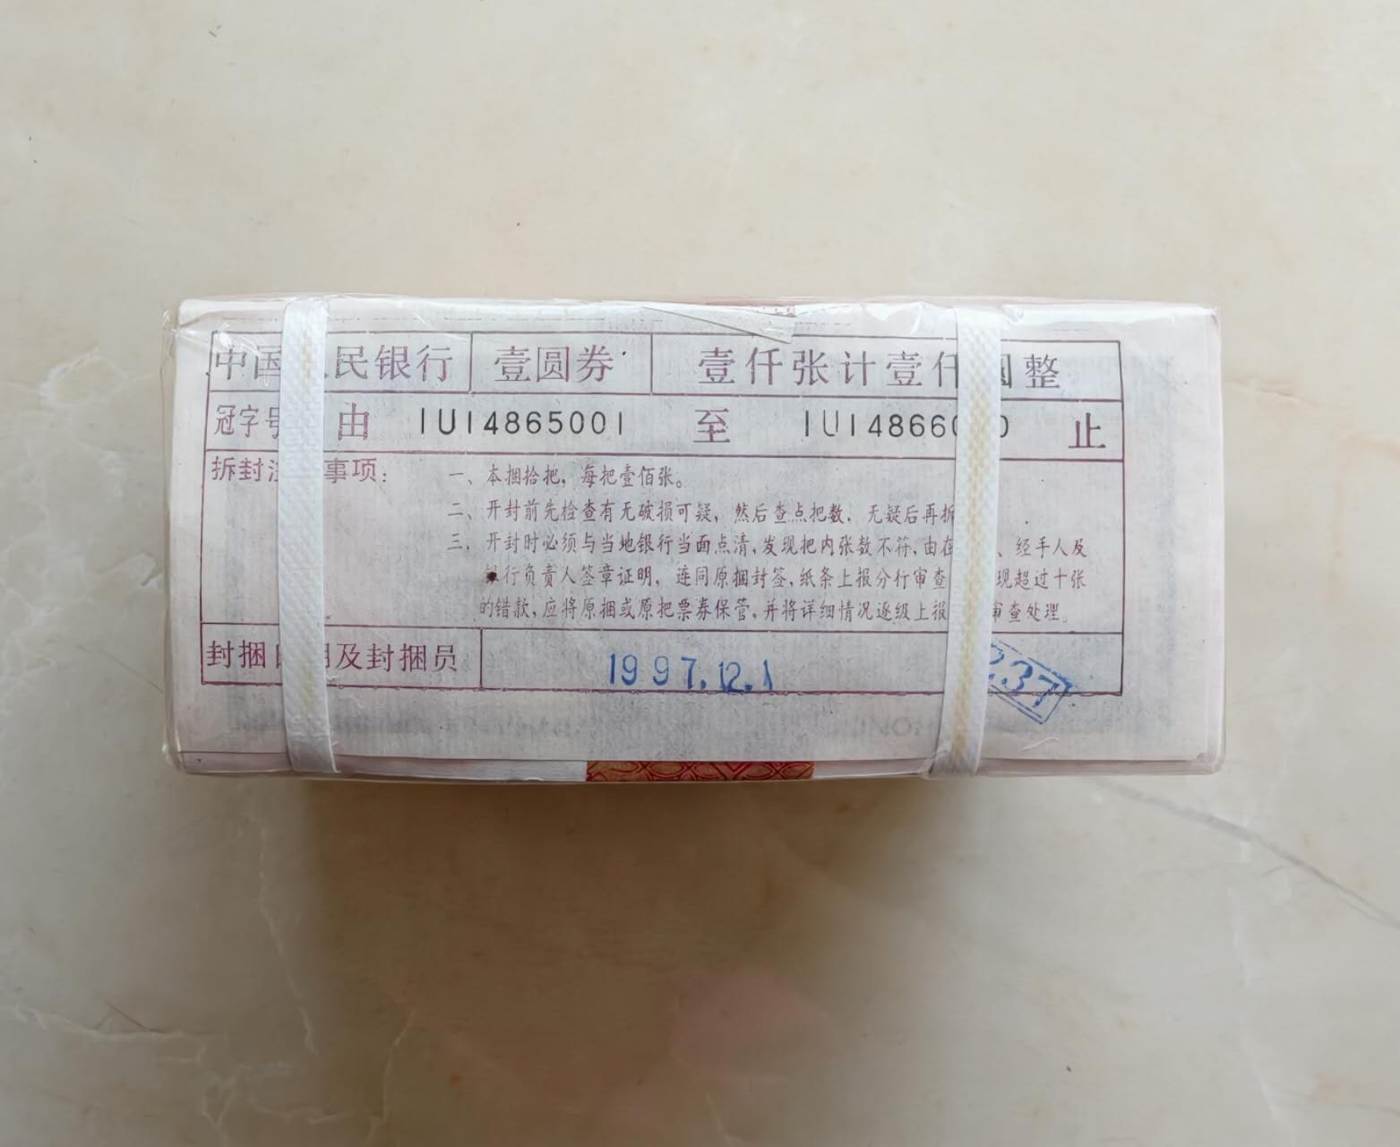 中国 民银行 壹圆券 壹仟张计壹仟 圆整
冠字号 由 IU14865001 至 IU14866 0 止
拆封注 事项：
一、本捆拾把，每把壹佰张。
二、开封前先检查有无破损可疑，然后查点把数，无疑后再拆
三、开封时必须与当地银行当面点清，发现把内张数不符，由在 、经手人及
行负责人签章证明，连同原捆封签，纸条上报分行审查 现超过十张
的错款，应将原捆或原把票券保管，并将详细情况逐级上报 审查处理。
封捆日期及封捆员 1997.12.1 237